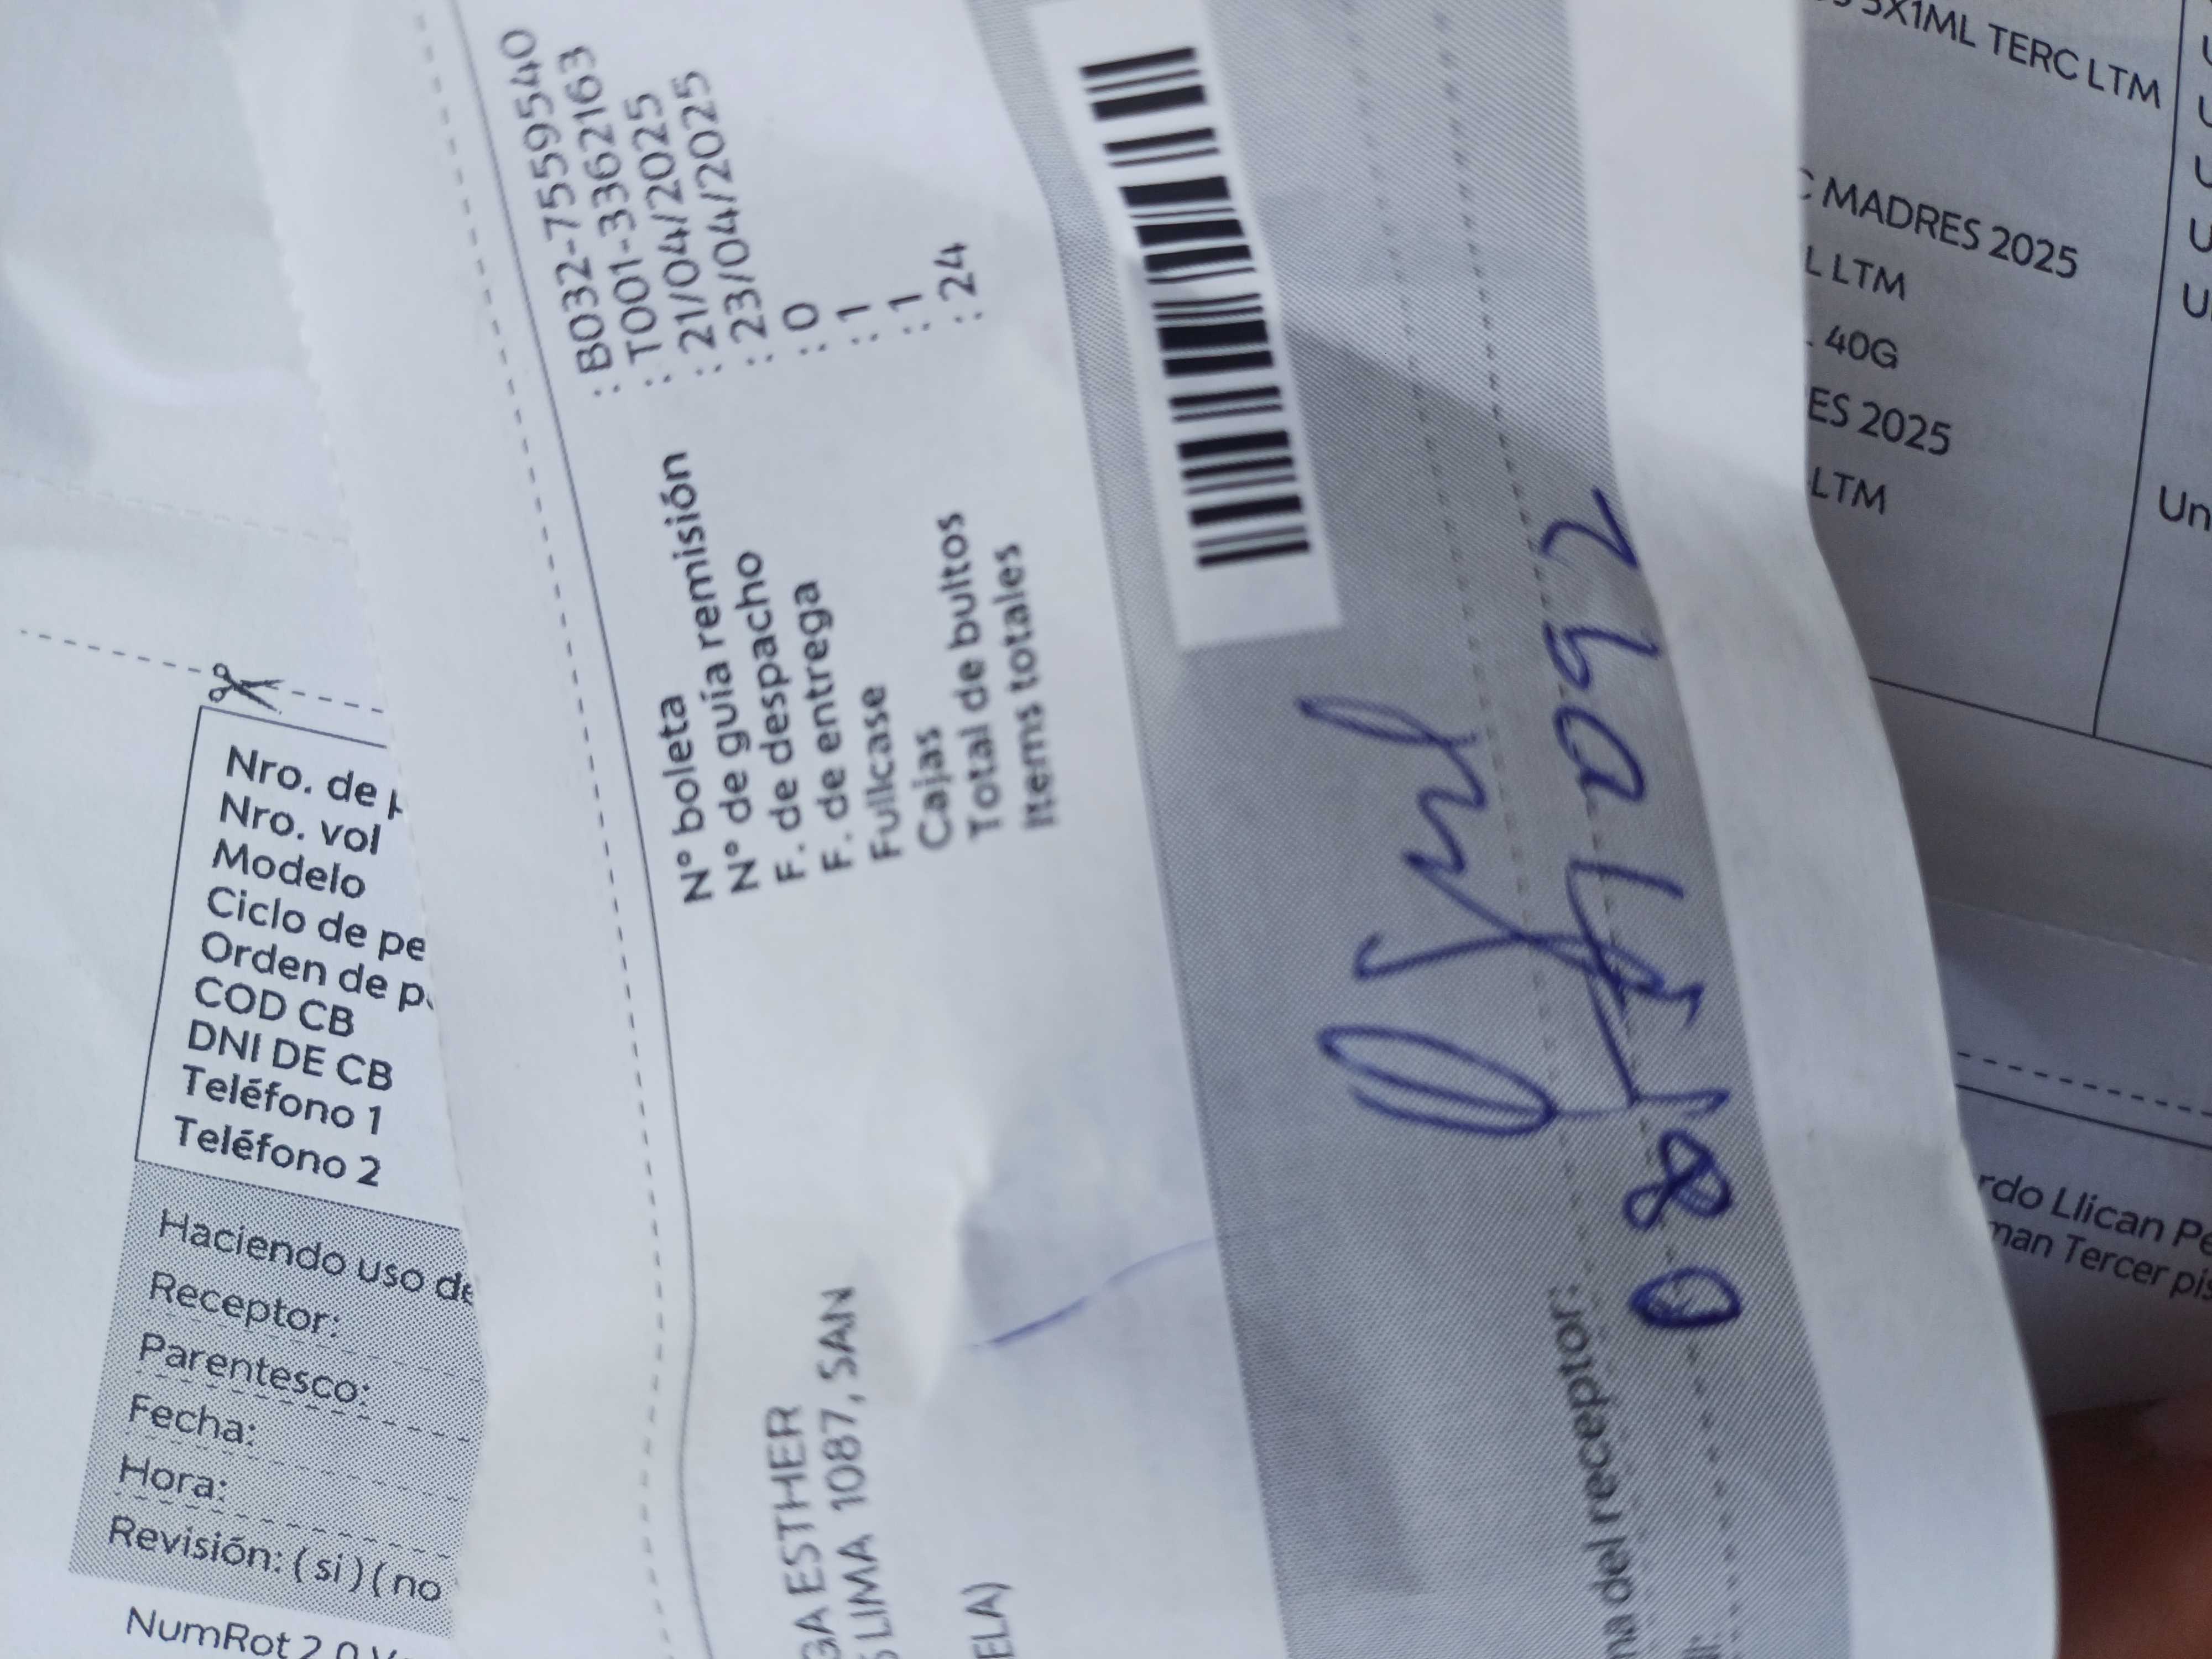 N° boleta : B032-75595540
N° de guía remisión : T001-3362163
F. de despacho : 21/04/2025
F. de entrega : 23/04/2025
Fullcase : 0
Cajas : 1
Total de bultos : 1
Items totales : 24
ESTHER
LIMA 1087, SAN
ELA)
del receptor:
Nro. de
Nro. vol
Modelo
Ciclo de pe
Orden de p
COD CB
DNI DE CB
Teléfono 1
Teléfono 2
Haciendo uso de
Receptor:
Parentesco:
Fecha:
Hora:
Revisión: ( si ) ( no
NumRot 2.0
5X1ML TERC LTM
MADRES 2025
L LTM
40G
ES 2025
LTM
Un
rdo Llican Pe
man Tercer pis